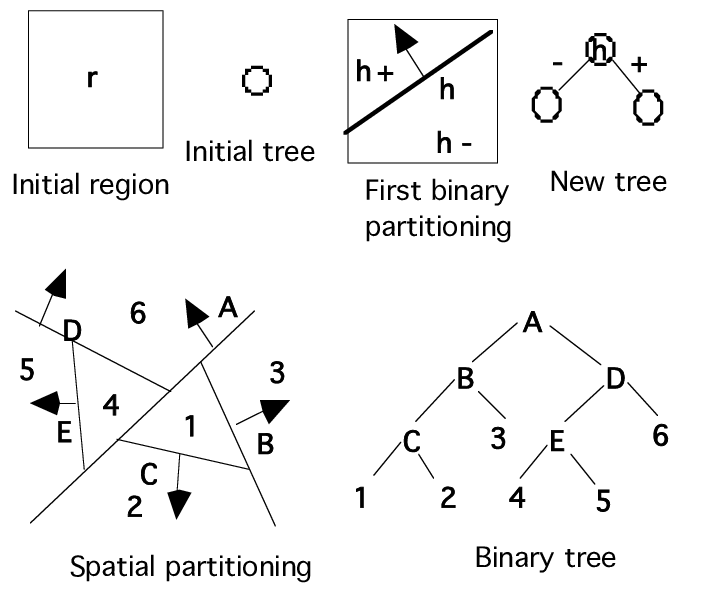 r
Initial region
Initial tree
h+
h
h -
First binary
partitioning
h
- +
New tree
6
A
D
5
3
4
1
E
B
C
2
Spatial partitioning
A
B D
C 3 E 6
1 2 4 5
Binary tree